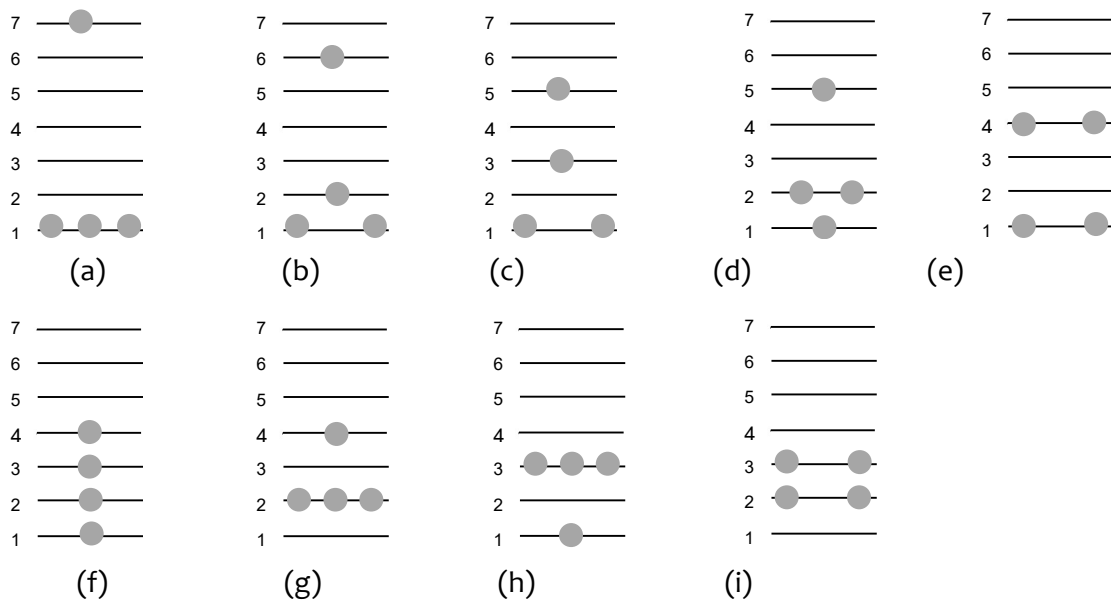 7 7 7 7 7
6 6 6 6 6
5 5 5 5 5
4 4 4 4 4
3 3 3 3 3
2 2 2 2 2
1 1 1 1 1
(a) (b) (c) (d) (e)
7 7 7 7
6 6 6 6
5 5 5 5
4 4 4 4
3 3 3 3
2 2 2 2
1 1 1 1
(f) (g) (h) (i)